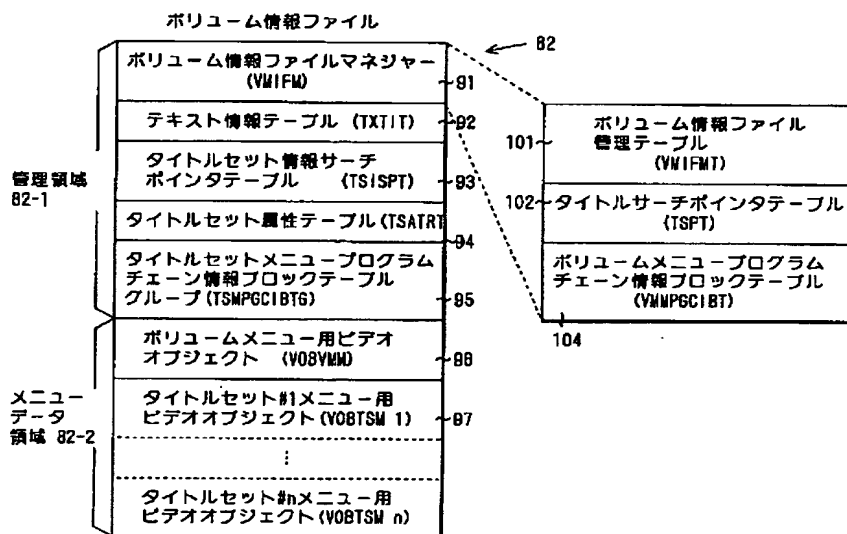 ボリューム情報ファイル
82
ボリューム情報ファイルマネジャー
(VMIFM)
91
テキスト情報テーブル (TXTIT)
92
タイトルセット情報サーチ
ポインタテーブル (TSISPT)
93
管理領域
82-1
タイトルセット属性テーブル(TSATRT
94
タイトルセットメニュープログラム
チェーン情報ブロックテーブル
グループ(TSMPGCIBTG)
95
ボリュームメニュー用ビデオ
オブジェクト (VOBVMM)
タイトルセット#1メニュー用
ビデオオブジェクト(VOBTSM 1)
メニュー
データ
領域 82-2
⋮
タイトルセット#nメニュー用
ビデオオブジェクト(VOBTSM n)
101
ボリューム情報ファイル
管理テーブル
(VMIFMT)
102
タイトルサーチポインタテーブル
(TSPT)
ボリュームメニュープログラム
チェーン情報ブロックテーブル
(VMMPGCIBT)
104